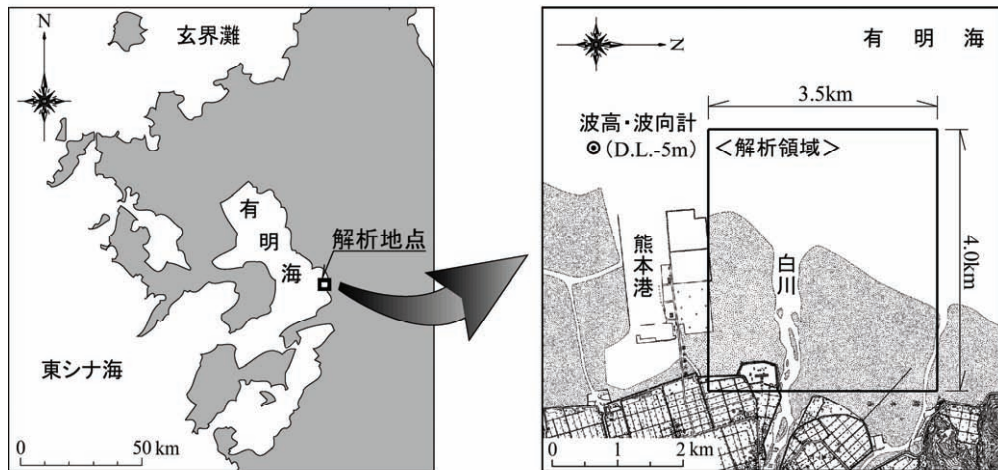 N
玄界灘
有
明
海
解析地点
東シナ海
0
50 km
N
有 明 海
3.5km
波高・波向計
(D.L.-5m)
＜解析領域＞
4.0km
熊
本
港
白
川
0
1
2 km